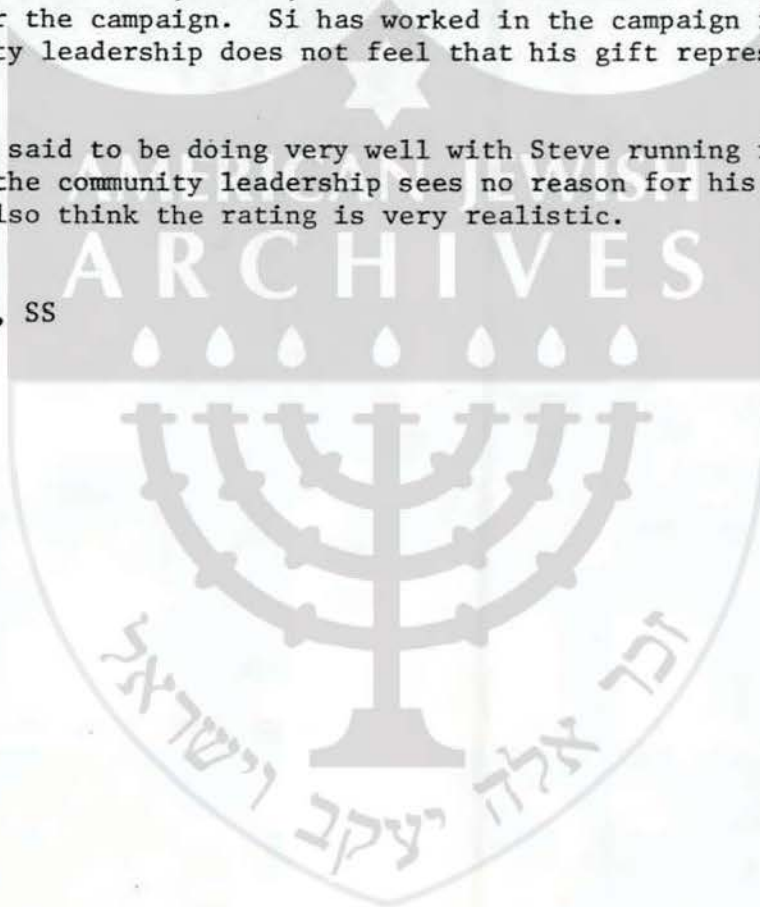 r the campaign. Si has worked in the campaign
ty leadership does not feel that his gift
said to be doing very well with Steve running
the community leadership sees no reason for his
lso think the rating is very realistic.
, SS
AMERICAN JEWISH
ARCHIVES
זכר אלה יעקב וישראל